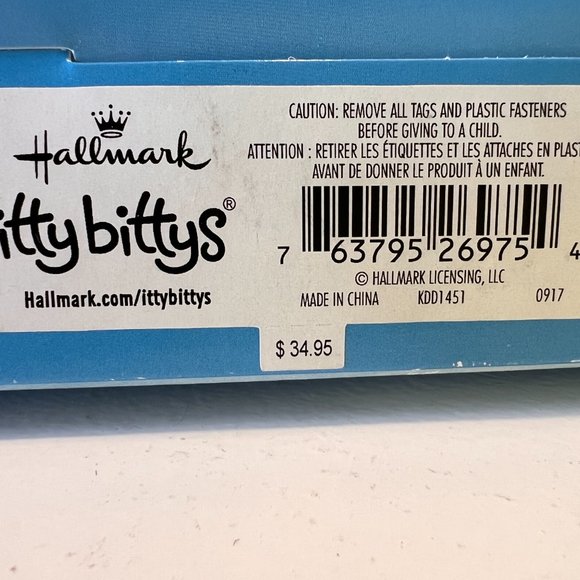 Hallmark
itty bittys®
Hallmark.com/ittybittys
CAUTION: REMOVE ALL TAGS AND PLASTIC FASTENERS
BEFORE GIVING TO A CHILD.
ATTENTION : RETIRER LES ÉTIQUETTES ET LES ATTACHES EN PLAST
AVANT DE DONNER LE PRODUIT À UN ENFANT.
7 63795 26975 4
© HALLMARK LICENSING, LLC
MADE IN CHINA KDD1451 0917
$ 34.95